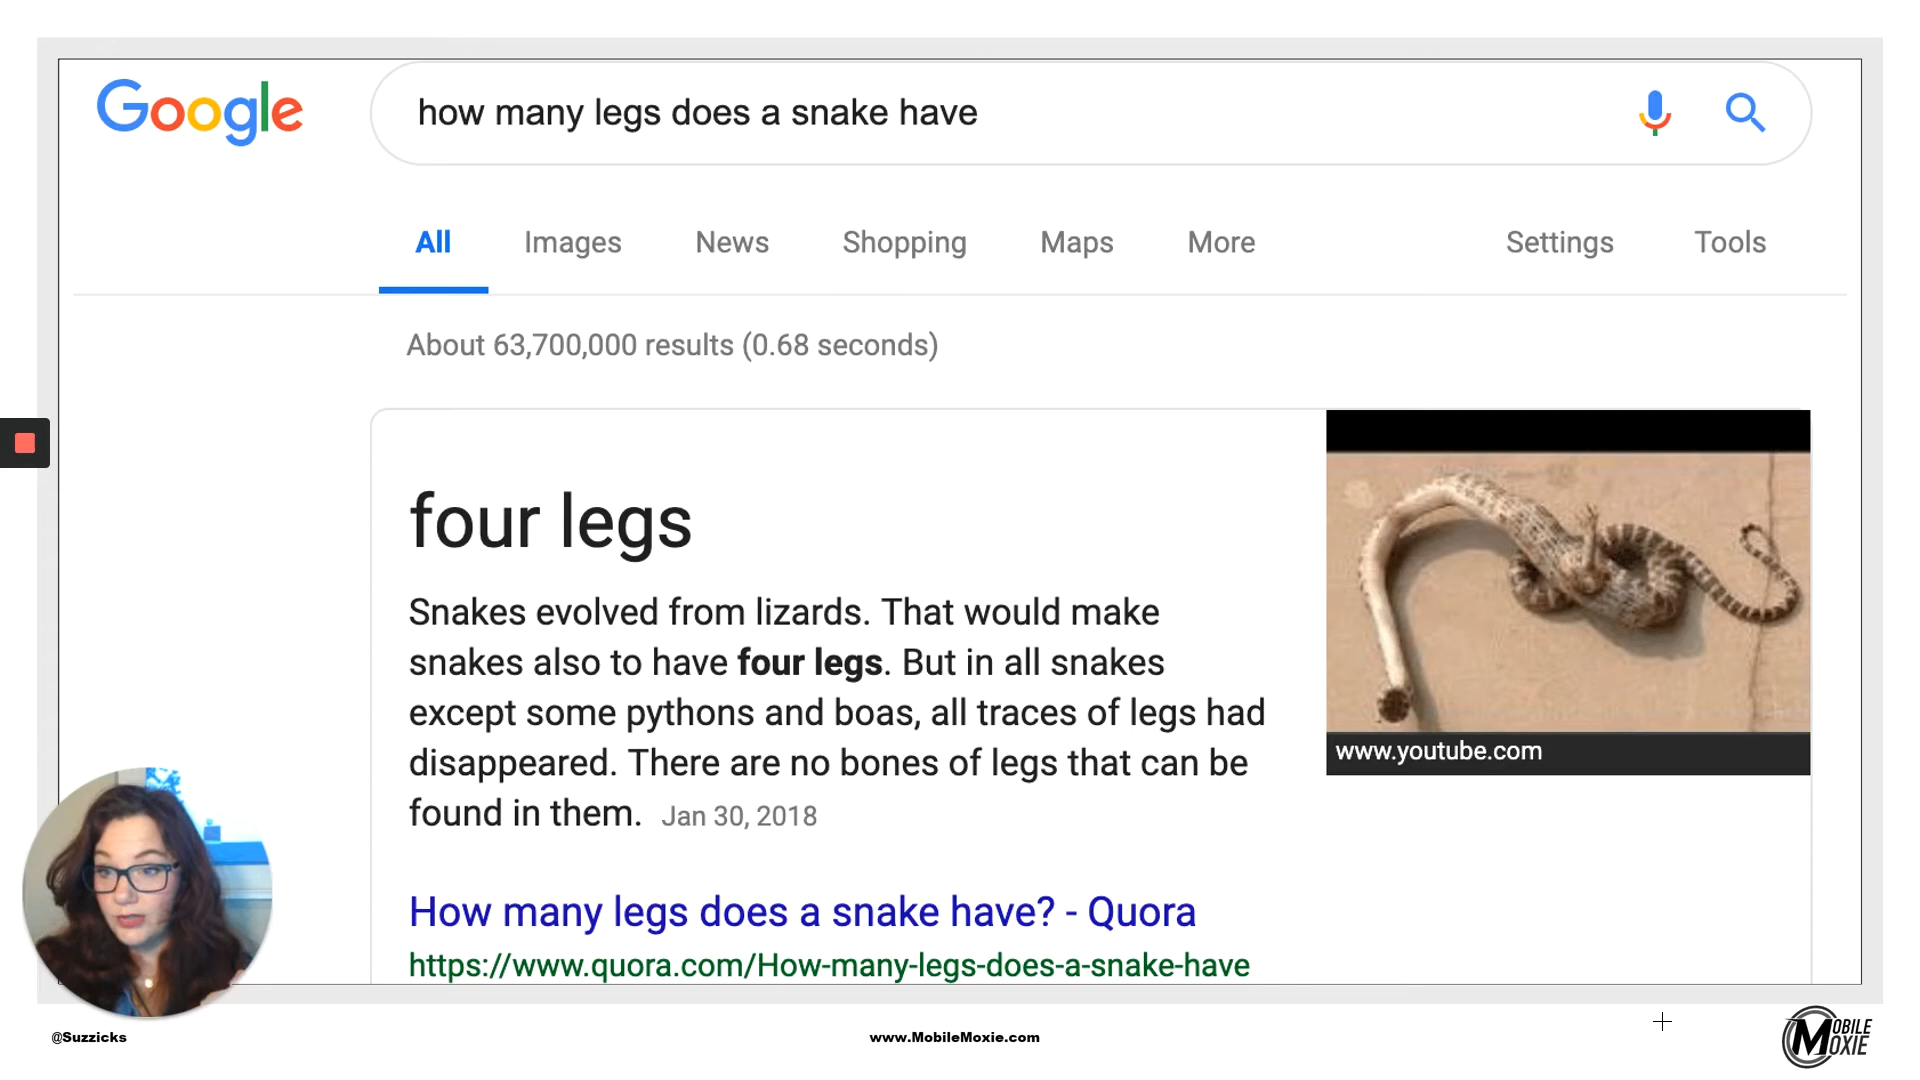 Google
how many legs does a snake have
All Images News Shopping Maps More Settings Tools
About 63,700,000 results (0.68 seconds)
four legs
Snakes evolved from lizards. That would make
snakes also to have four legs. But in all snakes
except some pythons and boas, all traces of legs had
disappeared. There are no bones of legs that can be
found in them. Jan 30, 2018
www.youtube.com
How many legs does a snake have? - Quora
https://www.quora.com/How-many-legs-does-a-snake-have
@Suzzicks
www.MobileMoxie.com
MOBILE
MOXIE